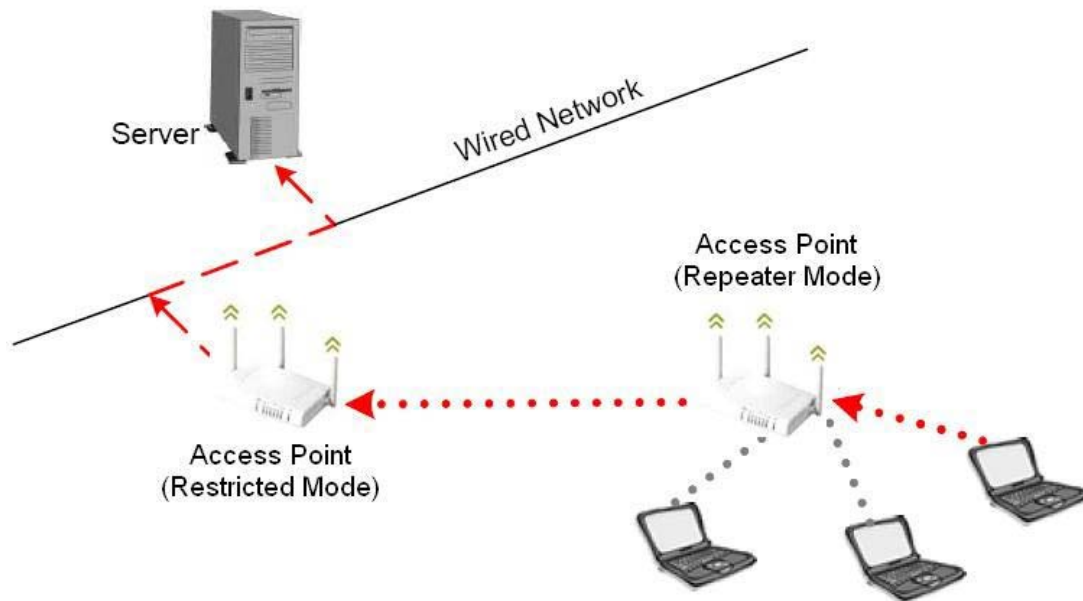 Server
Wired Network
Access Point
(Repeater Mode)
Access Point
(Restricted Mode)